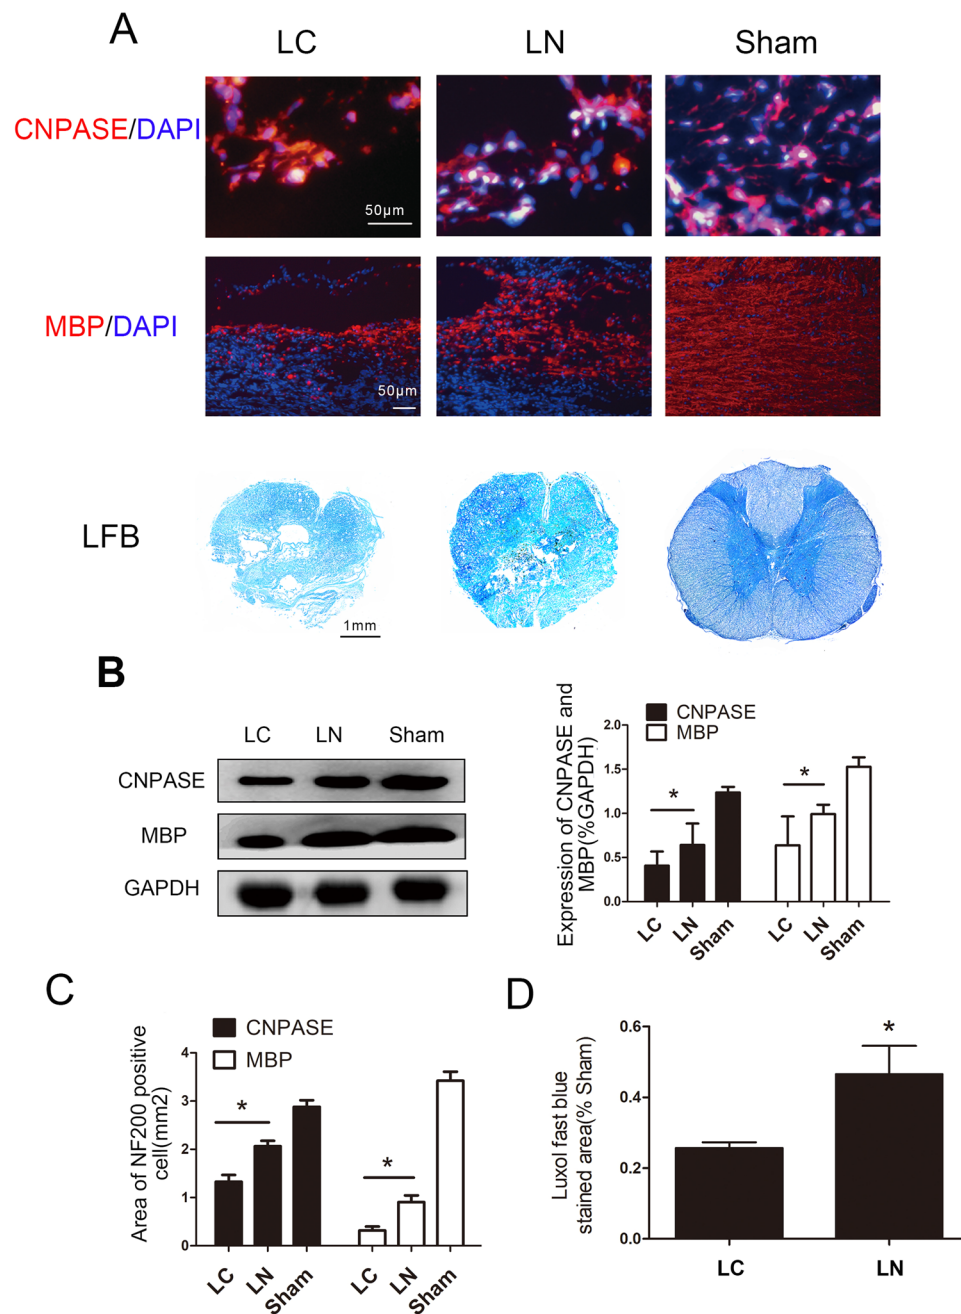 A
LC LN Sham
CNPASE/DAPI
50µm
MBP/DAPI
50µm
LFB
1mm
B
LC LN Sham
CNPASE
MBP
GAPDH
Expression of CNPASE and
MBP(%GAPDH)
CNPASE
MBP
2.0
1.5
1.0
0.5
0.0
* *
LC LN Sham LC LN Sham
C
Area of NF200 positive
cell(mm2)
CNPASE
MBP
4
3
2
1
0
* *
LC LN Sham LC LN Sham
D
Luxol fast blue
stained area(% Sham)
0.6
0.4
0.2
0.0
*
LC LN